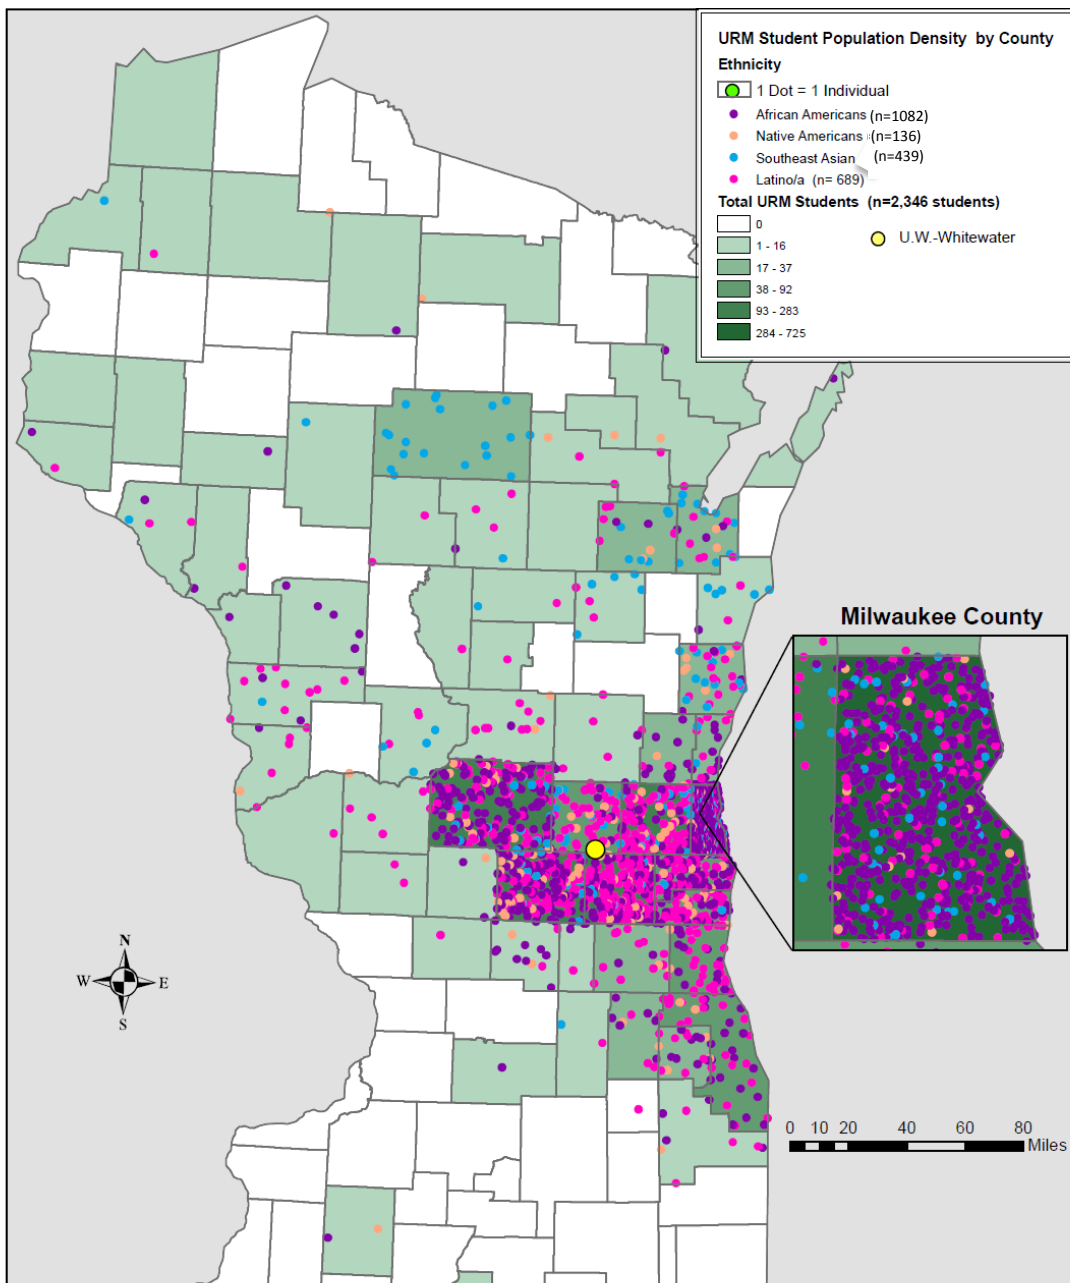 URM Student Population Density by County
Ethnicity
1 Dot = 1 Individual
African Americans (n=1082)
Native Americans (n=136)
Southeast Asian (n=439)
Latino/a (n= 689)
Total URM Students (n=2,346 students)
0
1 - 16
17 - 37
38 - 92
93 - 283
284 - 725
U.W.-Whitewater
Milwaukee County
N
W E
S
0 10 20 40 60 80
Miles